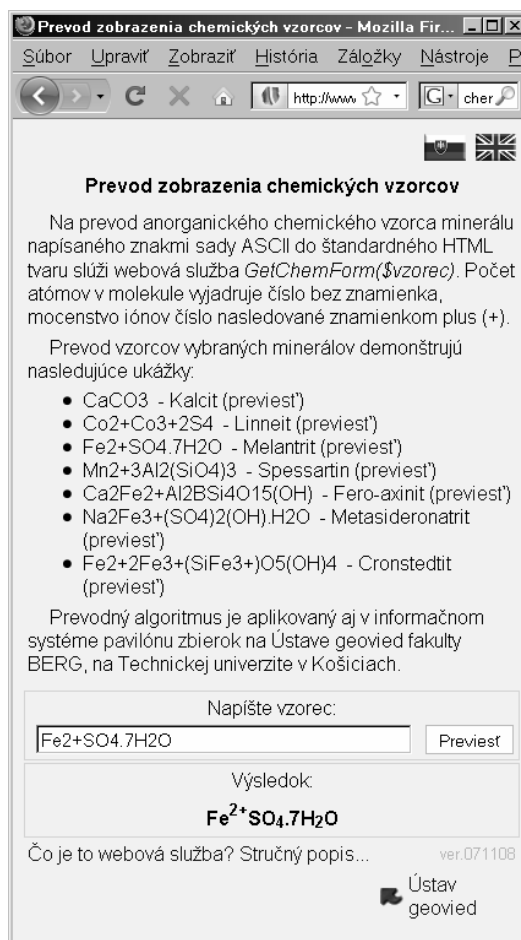 Prevod zobrazenia chemických vzorcov - Mozilla Fir...
Súbor Upraviť Zobraziť História Záložky Nástroje P
http://www G cher
Prevod zobrazenia chemických vzorcov
Na prevod anorganického chemického vzorca minerálu
napísaného znakmi sady ASCII do štandardného HTML
tvaru slúži webová služba GetChemForm($vzorec). Počet
atómov v molekule vyjadruje číslo bez znamienka,
mocenstvo iónov číslo nasledované znamienkom plus (+).
Prevod vzorcov vybraných minerálov demonštrujú
nasledujúce ukážky:
• CaCO3 - Kalcit (previesť)
• Co2+Co3+2S4 - Linneit (previesť)
• Fe2+SO4.7H2O - Melantrit (previesť)
• Mn2+3Al2(SiO4)3 - Spessartin (previesť)
• Ca2Fe2+Al2BSi4O15(OH) - Fero-axinit (previesť)
• Na2Fe3+(SO4)2(OH).H2O - Metasideronatrit
(previesť)
• Fe2+2Fe3+(SiFe3+)O5(OH)4 - Cronstedtit
(previesť)
Prevodný algoritmus je aplikovaný aj v informačnom
systéme pavilónu zbierok na Ústave geovied fakulty
BERG, na Technickej univerzite v Košiciach.
Napíšte vzorec:
Fe2+SO4.7H2O Previesť
Výsledok:
Fe²⁺SO₄.7H₂O
Čo je to webová služba? Stručný popis... ver.071108
Ústav
geovied